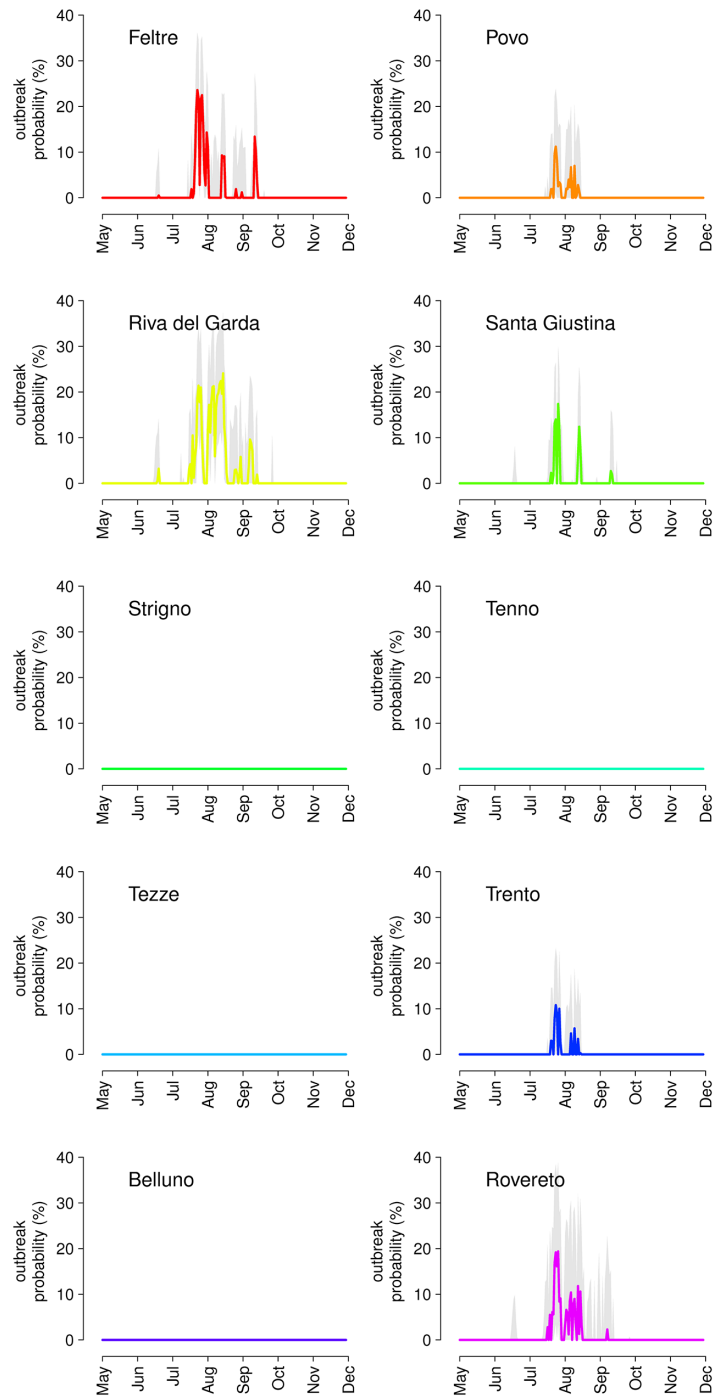 Feltre
outbreak
probability (%)
40
30
20
10
0
May
Jun
Jul
Aug
Sep
Oct
Nov
Dec
Povo
outbreak
probability (%)
40
30
20
10
0
May
Jun
Jul
Aug
Sep
Oct
Nov
Dec
Riva del Garda
outbreak
probability (%)
40
30
20
10
0
May
Jun
Jul
Aug
Sep
Oct
Nov
Dec
Santa Giustina
outbreak
probability (%)
40
30
20
10
0
May
Jun
Jul
Aug
Sep
Oct
Nov
Dec
Strigno
outbreak
probability (%)
40
30
20
10
0
May
Jun
Jul
Aug
Sep
Oct
Nov
Dec
Tenno
outbreak
probability (%)
40
30
20
10
0
May
Jun
Jul
Aug
Sep
Oct
Nov
Dec
Tezze
outbreak
probability (%)
40
30
20
10
0
May
Jun
Jul
Aug
Sep
Oct
Nov
Dec
Trento
outbreak
probability (%)
40
30
20
10
0
May
Jun
Jul
Aug
Sep
Oct
Nov
Dec
Belluno
outbreak
probability (%)
40
30
20
10
0
May
Jun
Jul
Aug
Sep
Oct
Nov
Dec
Rovereto
outbreak
probability (%)
40
30
20
10
0
May
Jun
Jul
Aug
Sep
Oct
Nov
Dec